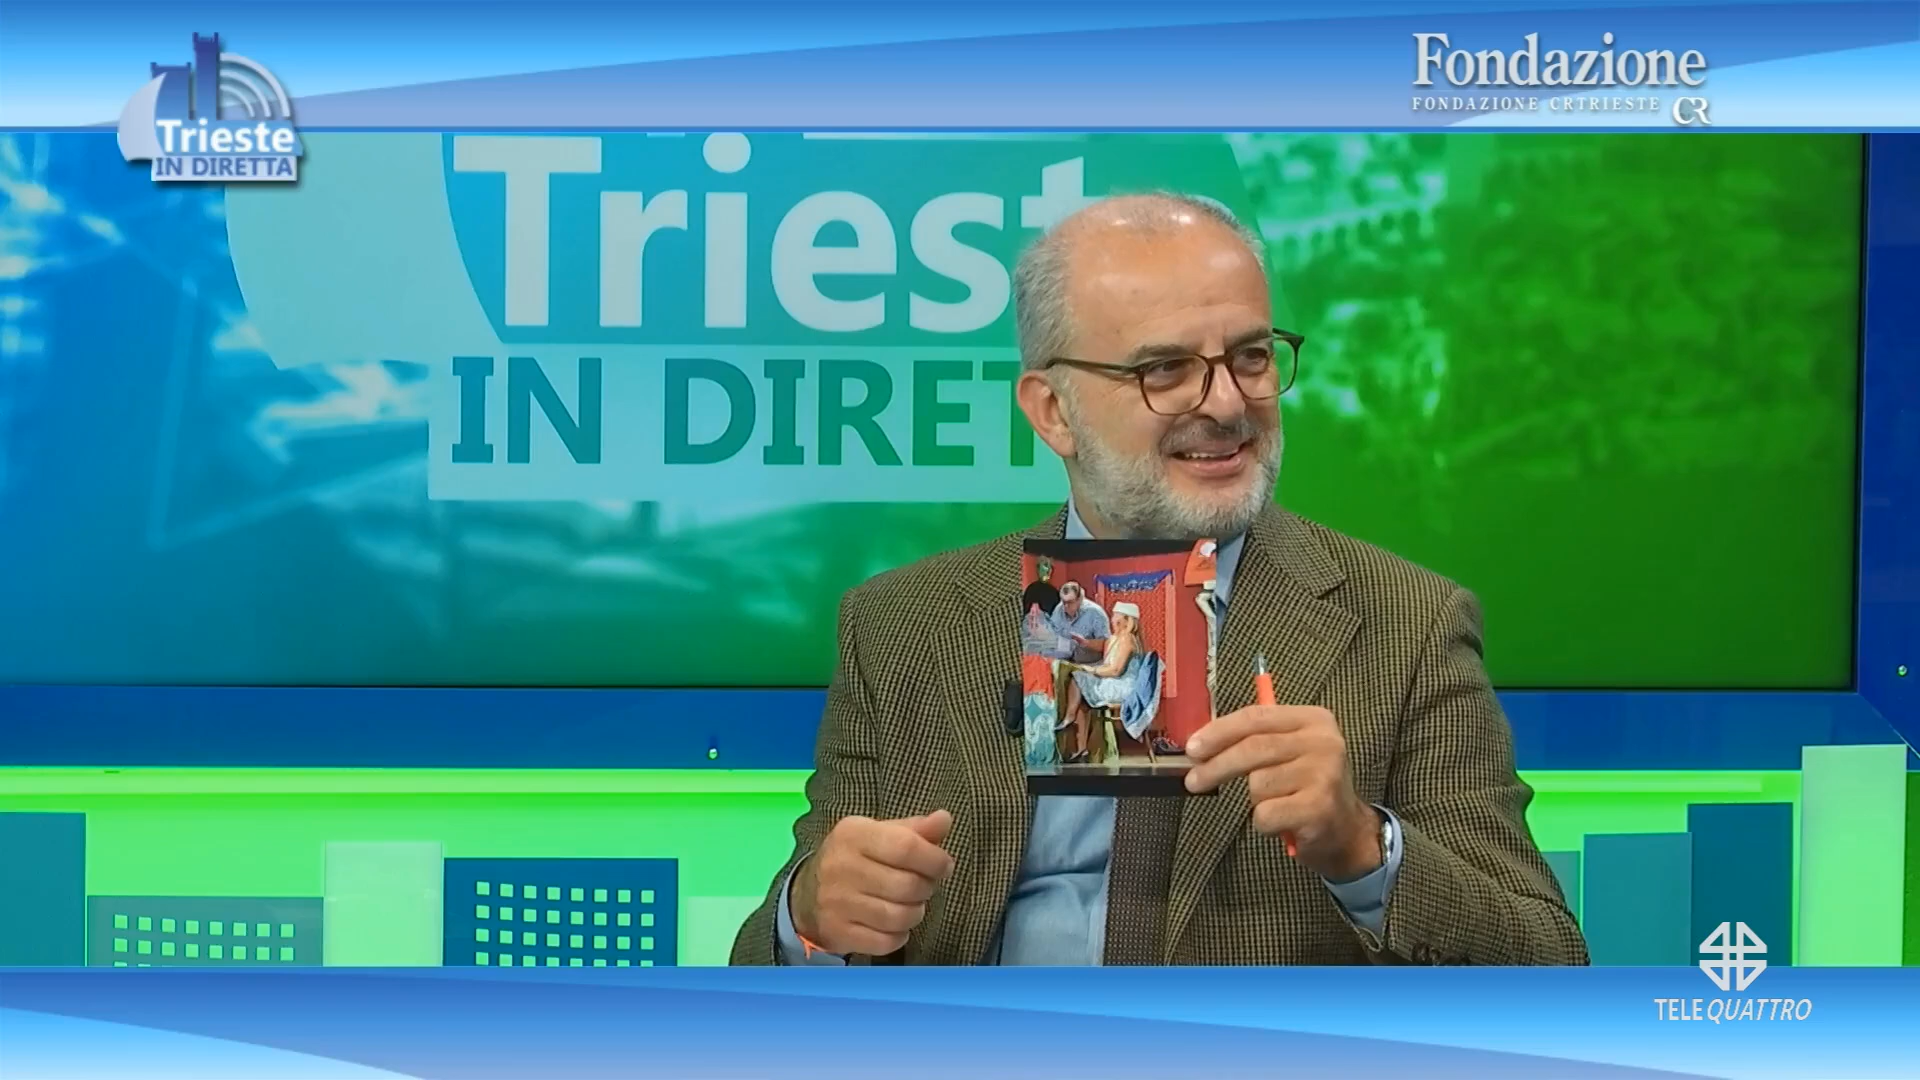 Trieste
IN DIRETTA
Fondazione
FONDAZIONE CRTRIESTE CR
Triest
IN DIRET
TELEQUATTRO